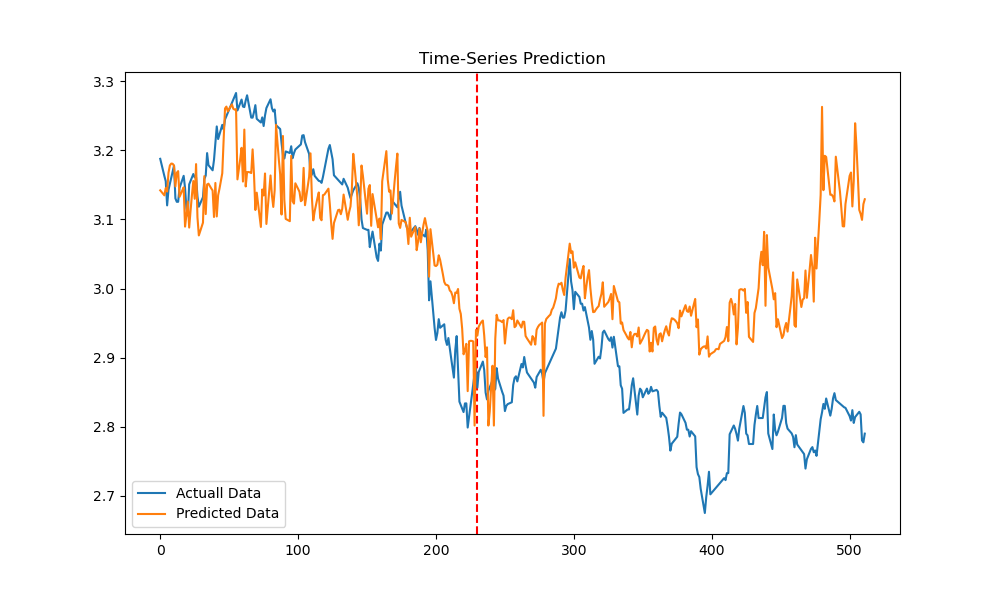 Time-Series Prediction
3.3
3.2
3.1
3.0
2.9
2.8
2.7
Actuall Data
Predicted Data
0 100 200 300 400 500